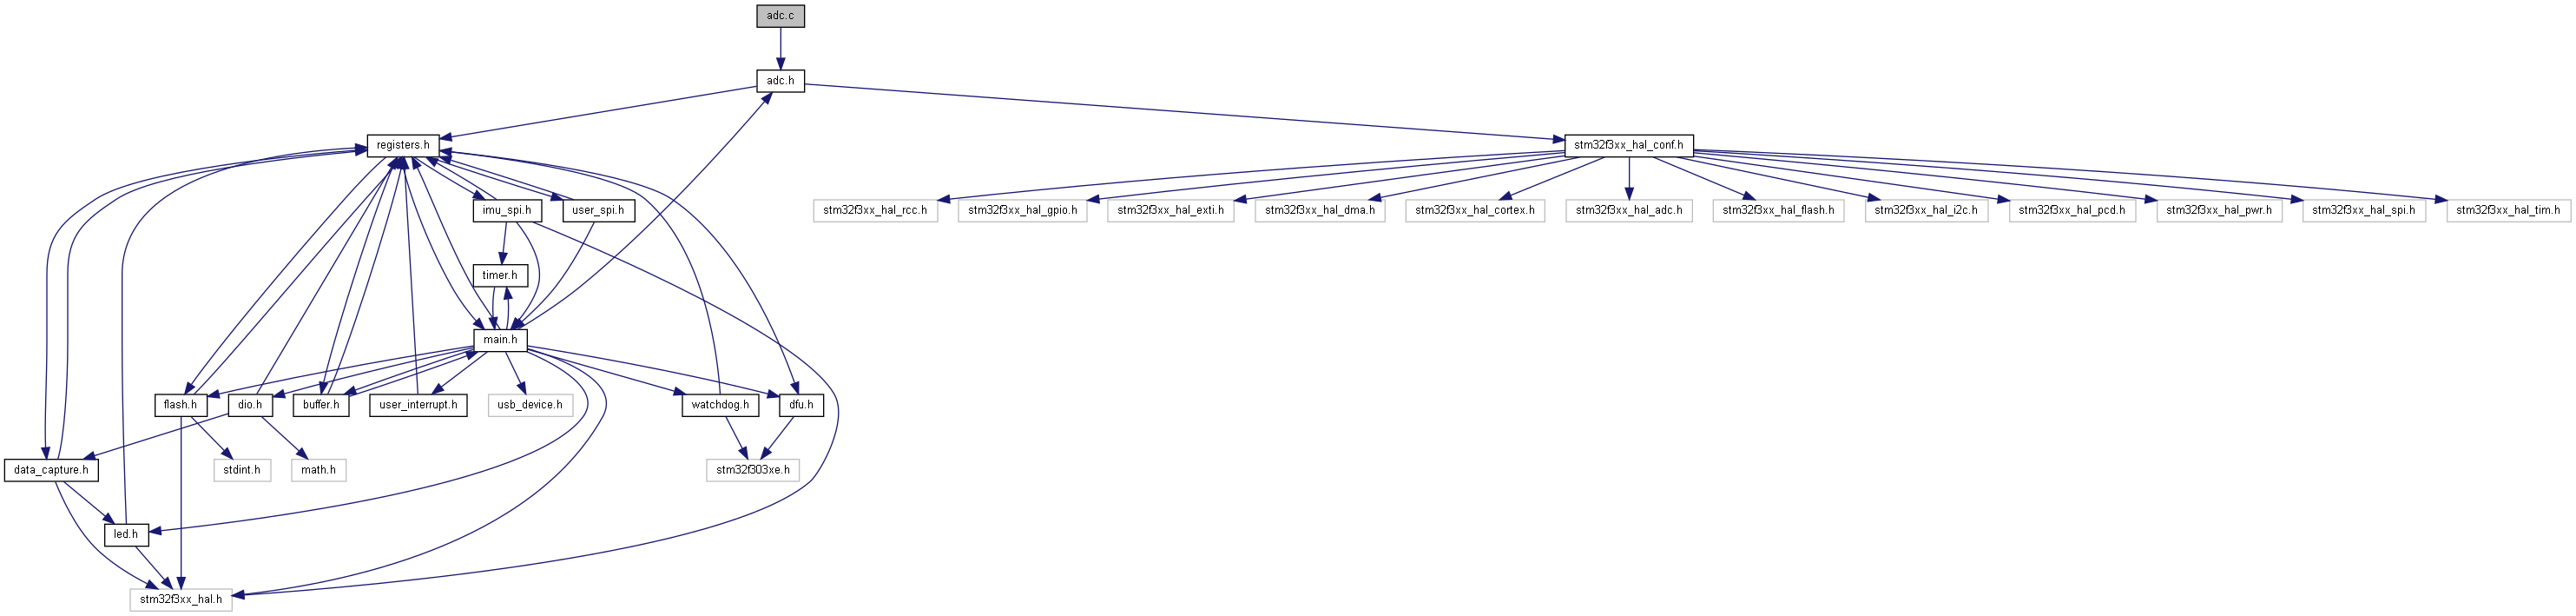 adc.c
adc.h
registers.h
stm32f3xx_hal_conf.h
imu_spi.h
user_spi.h
stm32f3xx_hal_rcc.h
stm32f3xx_hal_gpio.h
stm32f3xx_hal_exti.h
stm32f3xx_hal_dma.h
stm32f3xx_hal_cortex.h
stm32f3xx_hal_adc.h
stm32f3xx_hal_flash.h
stm32f3xx_hal_i2c.h
stm32f3xx_hal_pcd.h
stm32f3xx_hal_pwr.h
stm32f3xx_hal_spi.h
stm32f3xx_hal_tim.h
timer.h
main.h
flash.h
dio.h
buffer.h
user_interrupt.h
usb_device.h
watchdog.h
dfu.h
data_capture.h
stdint.h
math.h
stm32f303xe.h
led.h
stm32f3xx_hal.h